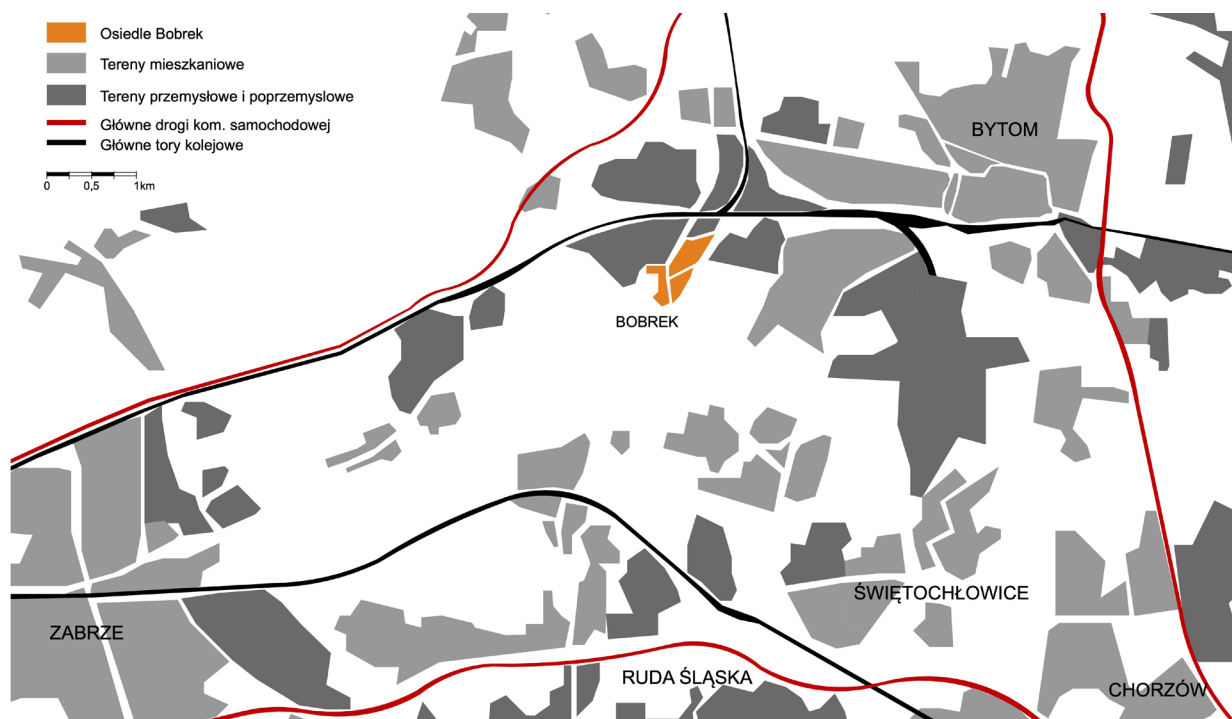 Osiedle Bobrek
Tereny mieszkaniowe
Tereny przemysłowe i poprzemyslowe
Główne drogi kom. samochodowej
Główne tory kolejowe
0 0,5 1km
BYTOM
BOBREK
ŚWIĘTOCHŁOWICE
ZABRZE
RUDA ŚLĄSKA
CHORZÓW